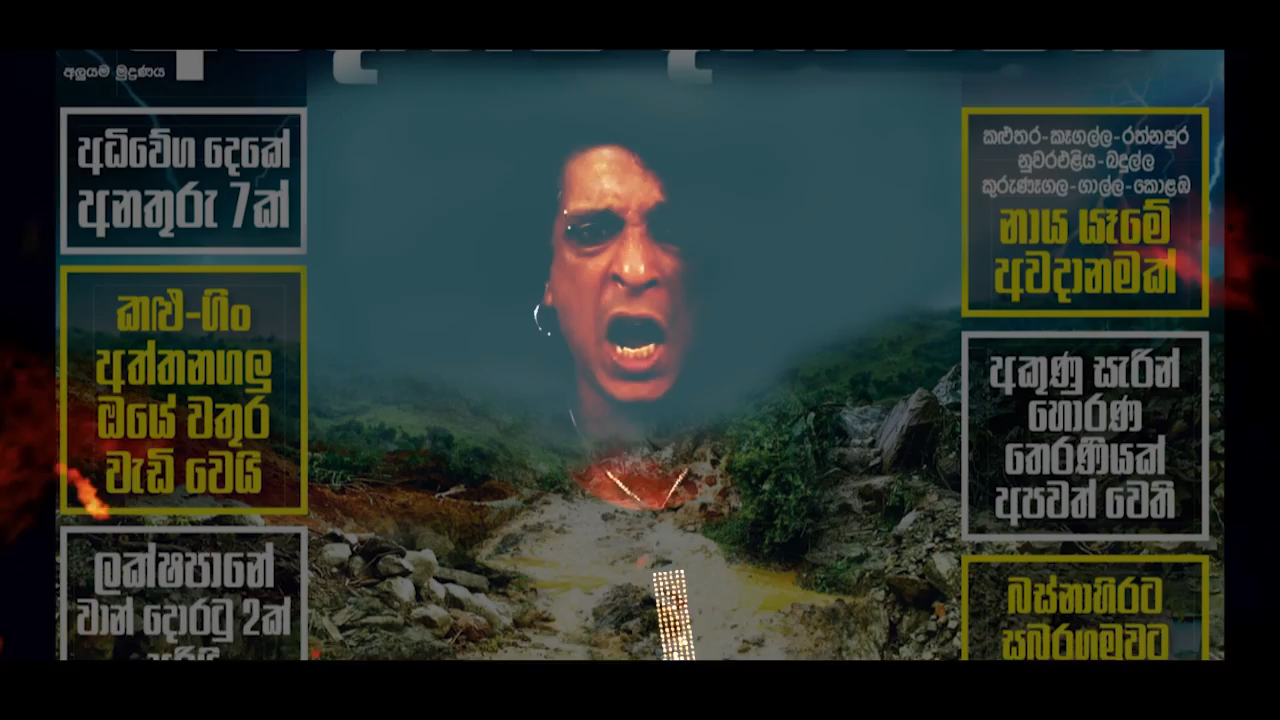 අලුයම මුද්‍රණය
අධිවේග දෙකේ
අනතුරු 7ක්
කළු-ගිං
අත්තනගලු
ඔයේ වතුර
වැඩි වෙයි
ලක්ෂපානේ
වාන් දොරටු 2ක්
කළුතර-කෑගල්ල-රත්නපුර
නුවරඑළිය-බදුල්ල
කුරුණෑගල-ගාල්ල-කොළඹ
නාය යෑමේ
අවදානමක්
අකුණු සැරින්
හොරණ
තෙරණියක්
අපවත් වෙති
බස්නාහිරට
සබරගමුවට